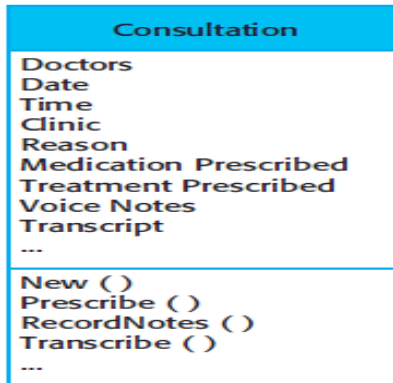 Consultation
Doctors
Date
Time
Clinic
Reason
Medication Prescribed
Treatment Prescribed
Voice Notes
Transcript
...
New ( )
Prescribe ( )
RecordNotes ( )
Transcribe ( )
...